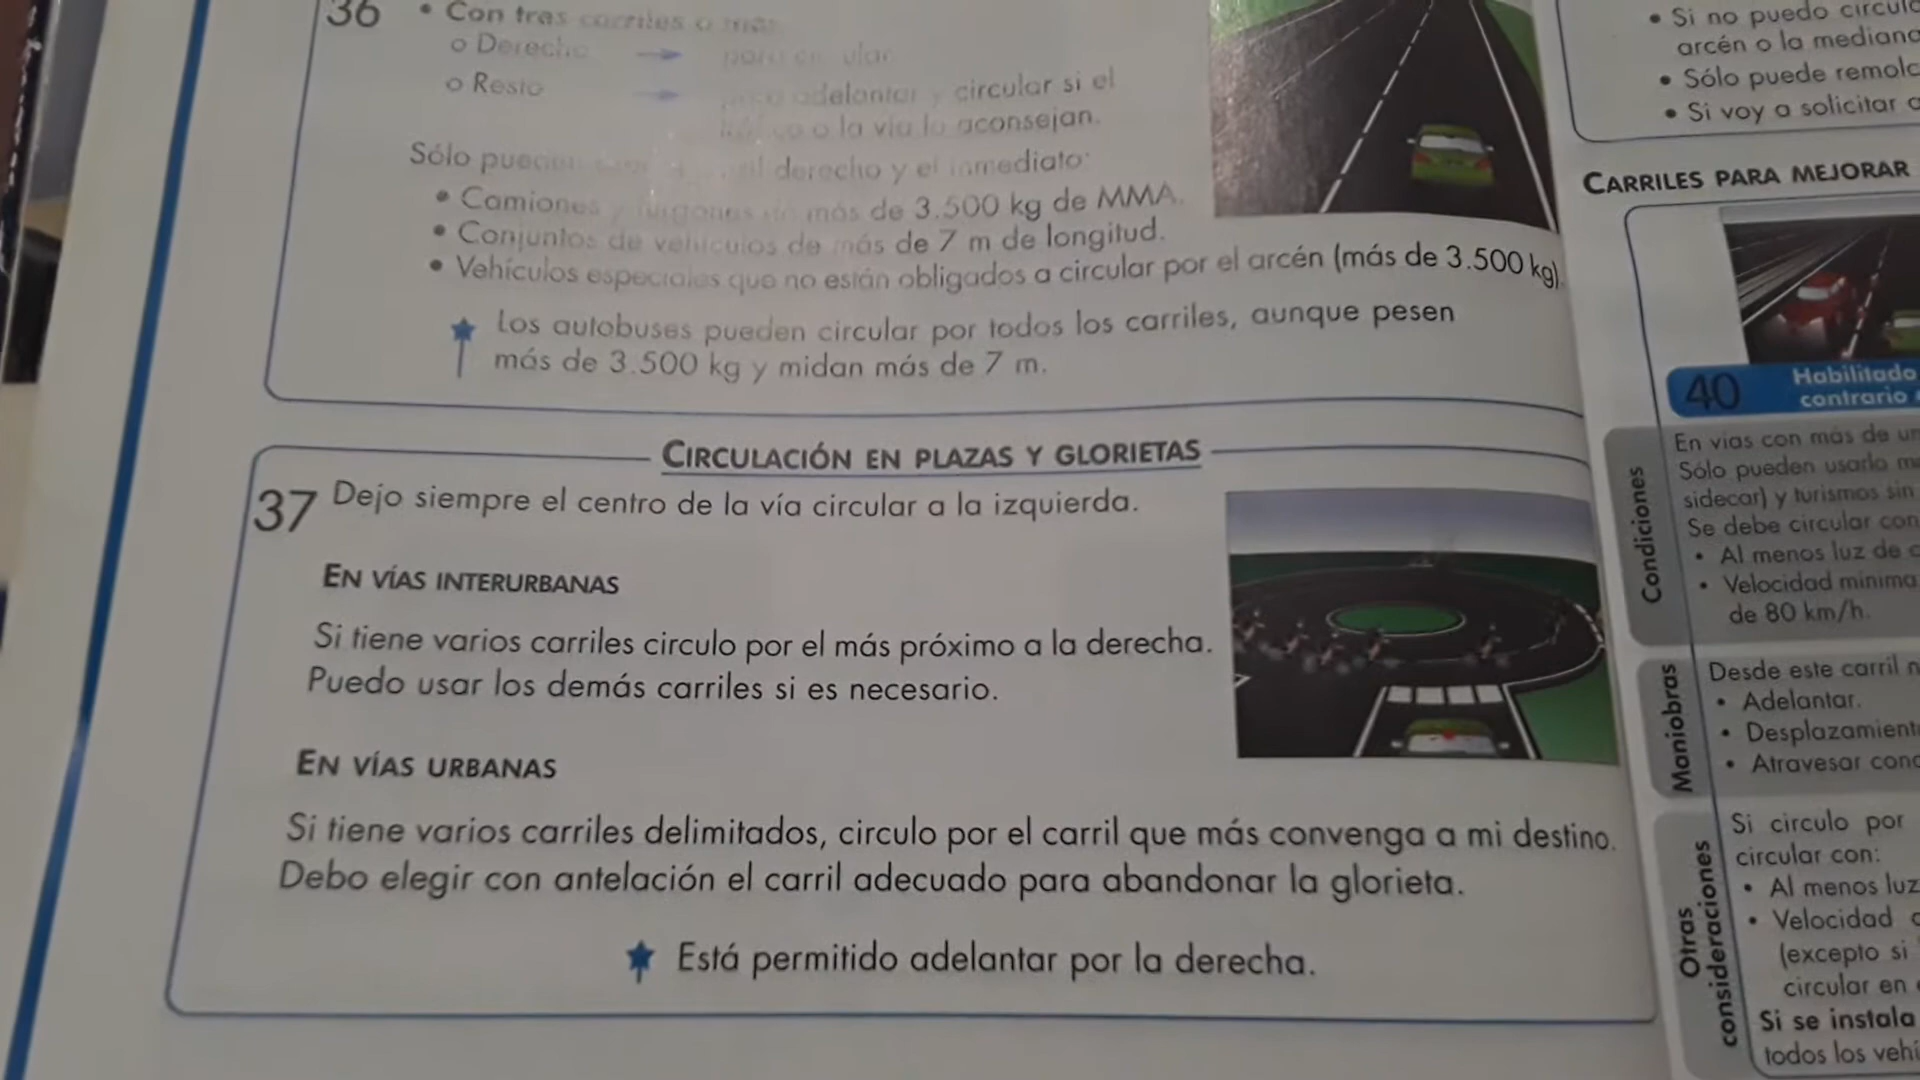 36
• Con tres carriles o más
o Derecho
o Resto
adelantar y circular si el
o la vía lo aconsejan.
Sólo pueden
derecho y el inmediato:
• Camiones y furgones de más de 3.500 kg de MMA.
• Conjuntos de vehículos de más de 7 m de longitud.
• Vehículos especiales que no están obligados a circular por el arcén (más de 3.500 kg)
Los autobuses pueden circular por todos los carriles, aunque pesen
más de 3.500 kg y midan más de 7 m.
CIRCULACIÓN EN PLAZAS Y GLORIETAS
37 Dejo siempre el centro de la vía circular a la izquierda.
EN VÍAS INTERURBANAS
Si tiene varios carriles circulo por el más próximo a la derecha.
Puedo usar los demás carriles si es necesario.
EN VÍAS URBANAS
Si tiene varios carriles delimitados, circulo por el carril que más convenga a mi destino.
Debo elegir con antelación el carril adecuado para abandonar la glorieta.
Está permitido adelantar por la derecha.
• Si no puedo
arcén o la mediana
• Sólo puede
• Si voy a solicitar
CARRILES PARA MEJORAR
40 Habilitado
contrario
Condiciones
En vías con más de
Sólo pueden usarlo
sidecar) y turismos sin
Se debe circular con
• Al menos luz de
• Velocidad mínima
de 80 km/h.
Maniobras
Desde este carril
• Adelantar.
•
• Atravesar
Otras
consideraciones
Si circulo por
circular con:
• Al menos luz
• Velocidad
(excepto si
circular en
Si se instala
todos los